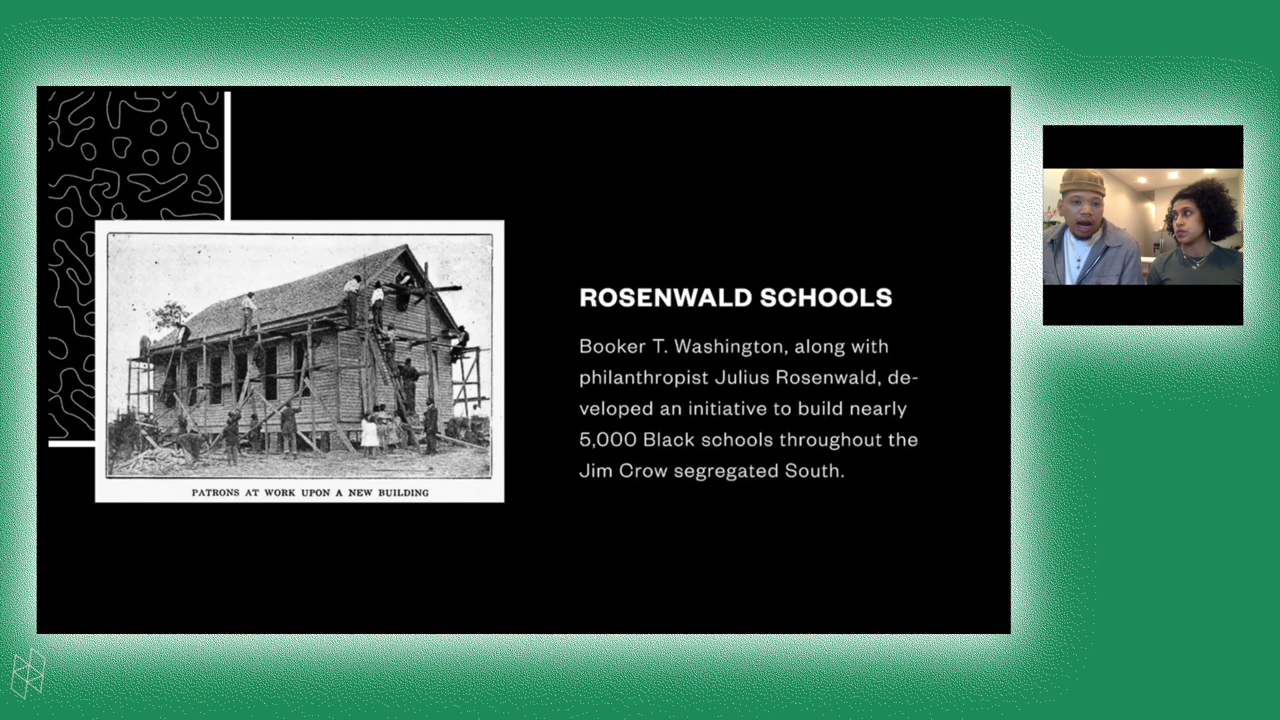 ROSENWALD SCHOOLS
Booker T. Washington, along with
philanthropist Julius Rosenwald, de-
veloped an initiative to build nearly
5,000 Black schools throughout the
Jim Crow segregated South.
PATRONS AT WORK UPON A NEW BUILDING